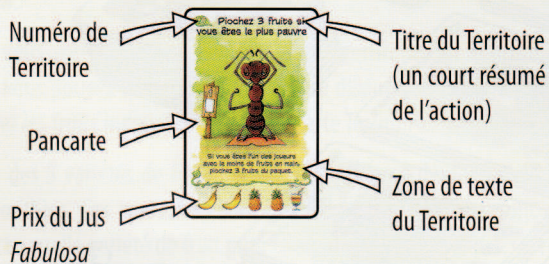 Numéro de
Territoire
Pancarte
Prix du Jus
Fabulosa
Piochez 3 fruits si
vous êtes le plus pauvre
Si vous êtes l'un des joueurs
avec le moins de fruits en main,
piochez 3 fruits du paquet.
Titre du Territoire
(un court résumé
de l'action)
Zone de texte
du Territoire